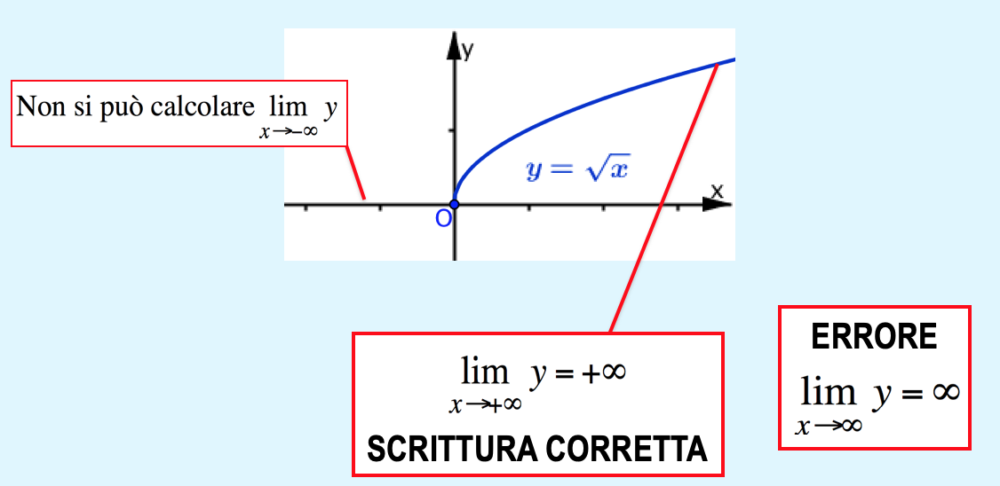 y
Non si può calcolare lim y
x→−∞
y = √x
x
O
lim y = +∞
x→+∞
SCRITTURA CORRETTA
ERRORE
lim y = ∞
x→∞